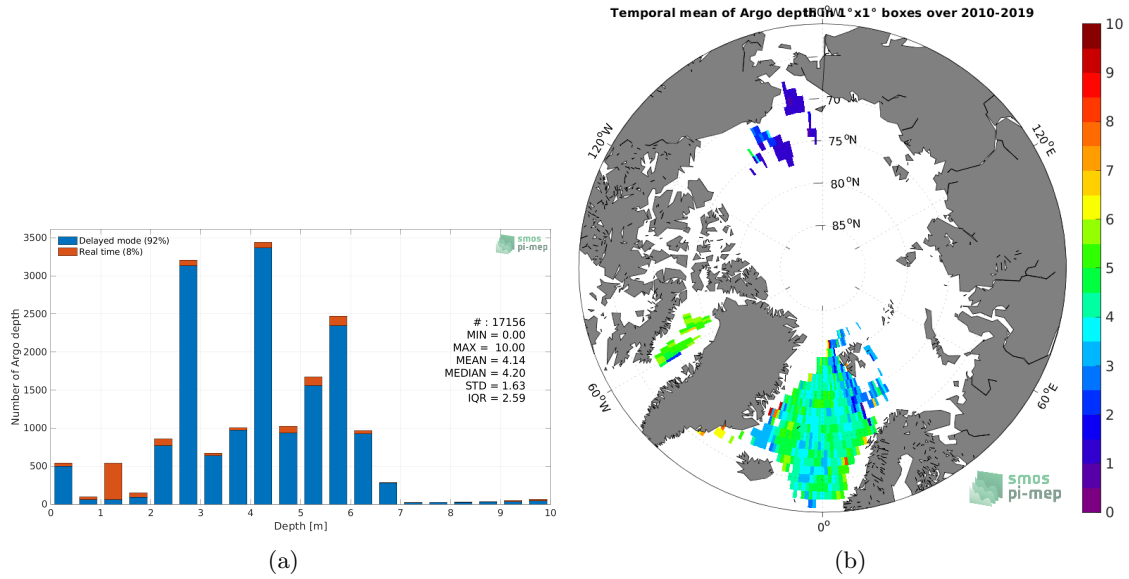 Delayed mode (92%)
Real time (8%)
smos
pi-mep
# : 17156
MIN = 0.00
MAX = 10.00
MEAN = 4.14
MEDIAN = 4.20
STD = 1.63
IQR = 2.59
Number of Argo depth
3500
3000
2500
2000
1500
1000
500
0
0 1 2 3 4 5 6 7 8 9 10
Depth [m]
(a)
Temporal mean of Argo depth in 1°x1° boxes over 2010-2019
180°W
120°W
120°E
60°W
60°E
0°
70°N
75°N
80°N
85°N
smos
pi-mep
10
9
8
7
6
5
4
3
2
1
0
(b)